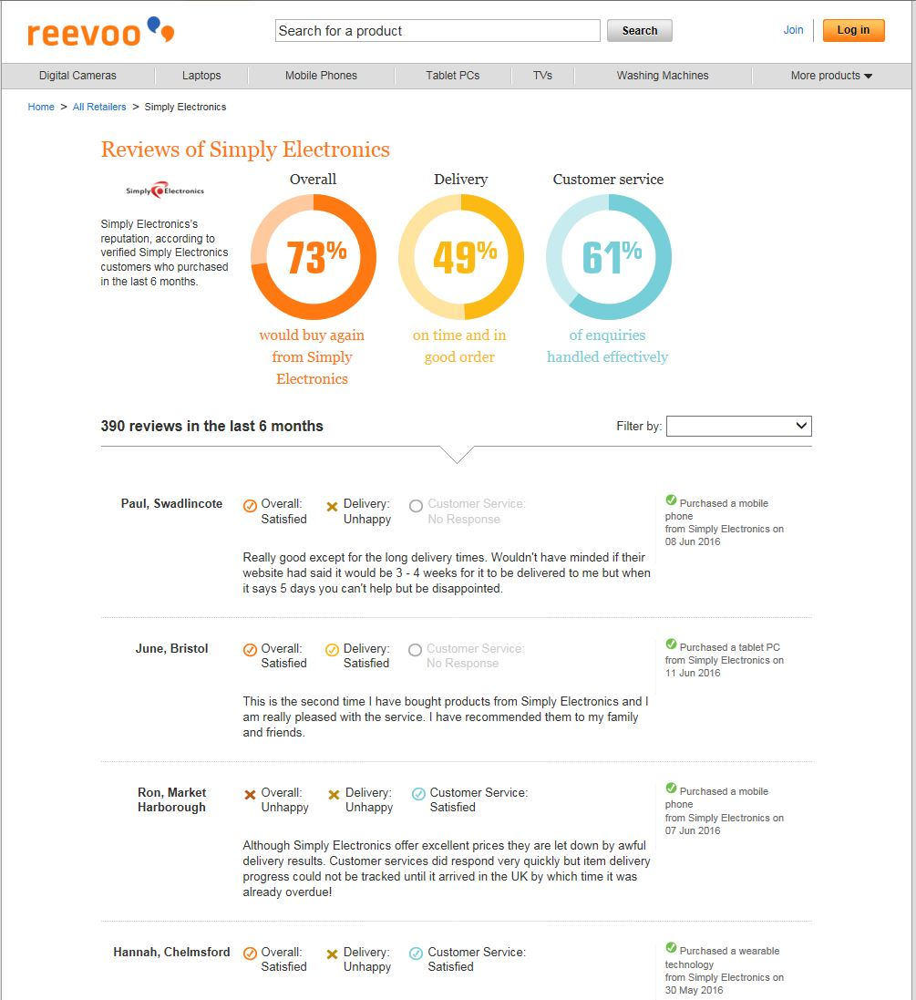 reevoo
Search for a product
Search
Join
Log in
Digital Cameras
Laptops
Mobile Phones
Tablet PCs
TVs
Washing Machines
More products
Home > All Retailers > Simply Electronics
Reviews of Simply Electronics
Simply Electronics
Simply Electronics's
reputation, according to
verified Simply Electronics
customers who purchased
in the last 6 months.
Overall
73%
would buy again
from Simply
Electronics
Delivery
49%
on time and in
good order
Customer service
61%
of enquiries
handled effectively
390 reviews in the last 6 months
Filter by:
Paul, Swadlincote
Overall:
Satisfied
Delivery:
Unhappy
Customer Service:
No Response
Really good except for the long delivery times. Wouldn't have minded if their
website had said it would be 3 - 4 weeks for it to be delivered to me but when
it says 5 days you can't help but be disappointed.
Purchased a mobile
phone
from Simply Electronics on
08 Jun 2016
June, Bristol
Overall:
Satisfied
Delivery:
Satisfied
Customer Service:
No Response
This is the second time I have bought products from Simply Electronics and I
am really pleased with the service. I have recommended them to my family
and friends.
Purchased a tablet PC
from Simply Electronics on
11 Jun 2016
Ron, Market
Harborough
Overall:
Unhappy
Delivery:
Unhappy
Customer Service:
Satisfied
Although Simply Electronics offer excellent prices they are let down by awful
delivery results. Customer services did respond very quickly but item delivery
progress could not be tracked until it arrived in the UK by which time it was
already overdue!
Purchased a mobile
phone
from Simply Electronics on
07 Jun 2016
Hannah, Chelmsford
Overall:
Satisfied
Delivery:
Unhappy
Customer Service:
Satisfied
Purchased a wearable
technology
from Simply Electronics on
30 May 2016